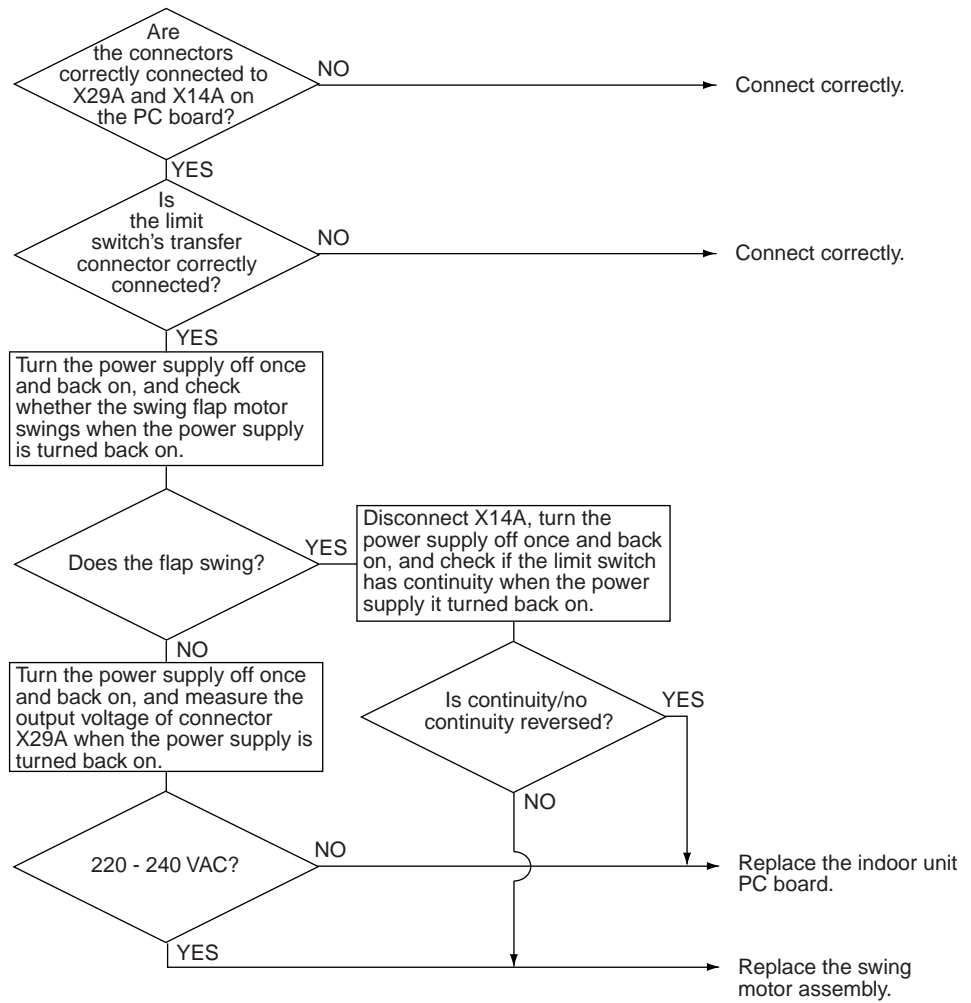 Are
the connectors
correctly connected to
X29A and X14A on
the PC board?
NO
Connect correctly.
YES
Is
the limit
switch's transfer
connector correctly
connected?
NO
Connect correctly.
YES
Turn the power supply off once
and back on, and check
whether the swing flap motor
swings when the power supply
is turned back on.
Does the flap swing?
YES
Disconnect X14A, turn the
power supply off once and back
on, and check if the limit switch
has continuity when the power
supply it turned back on.
NO
Turn the power supply off once
and back on, and measure the
output voltage of connector
X29A when the power supply is
turned back on.
Is continuity/no
continuity reversed?
YES
NO
220 - 240 VAC?
NO
Replace the indoor unit
PC board.
YES
Replace the swing
motor assembly.